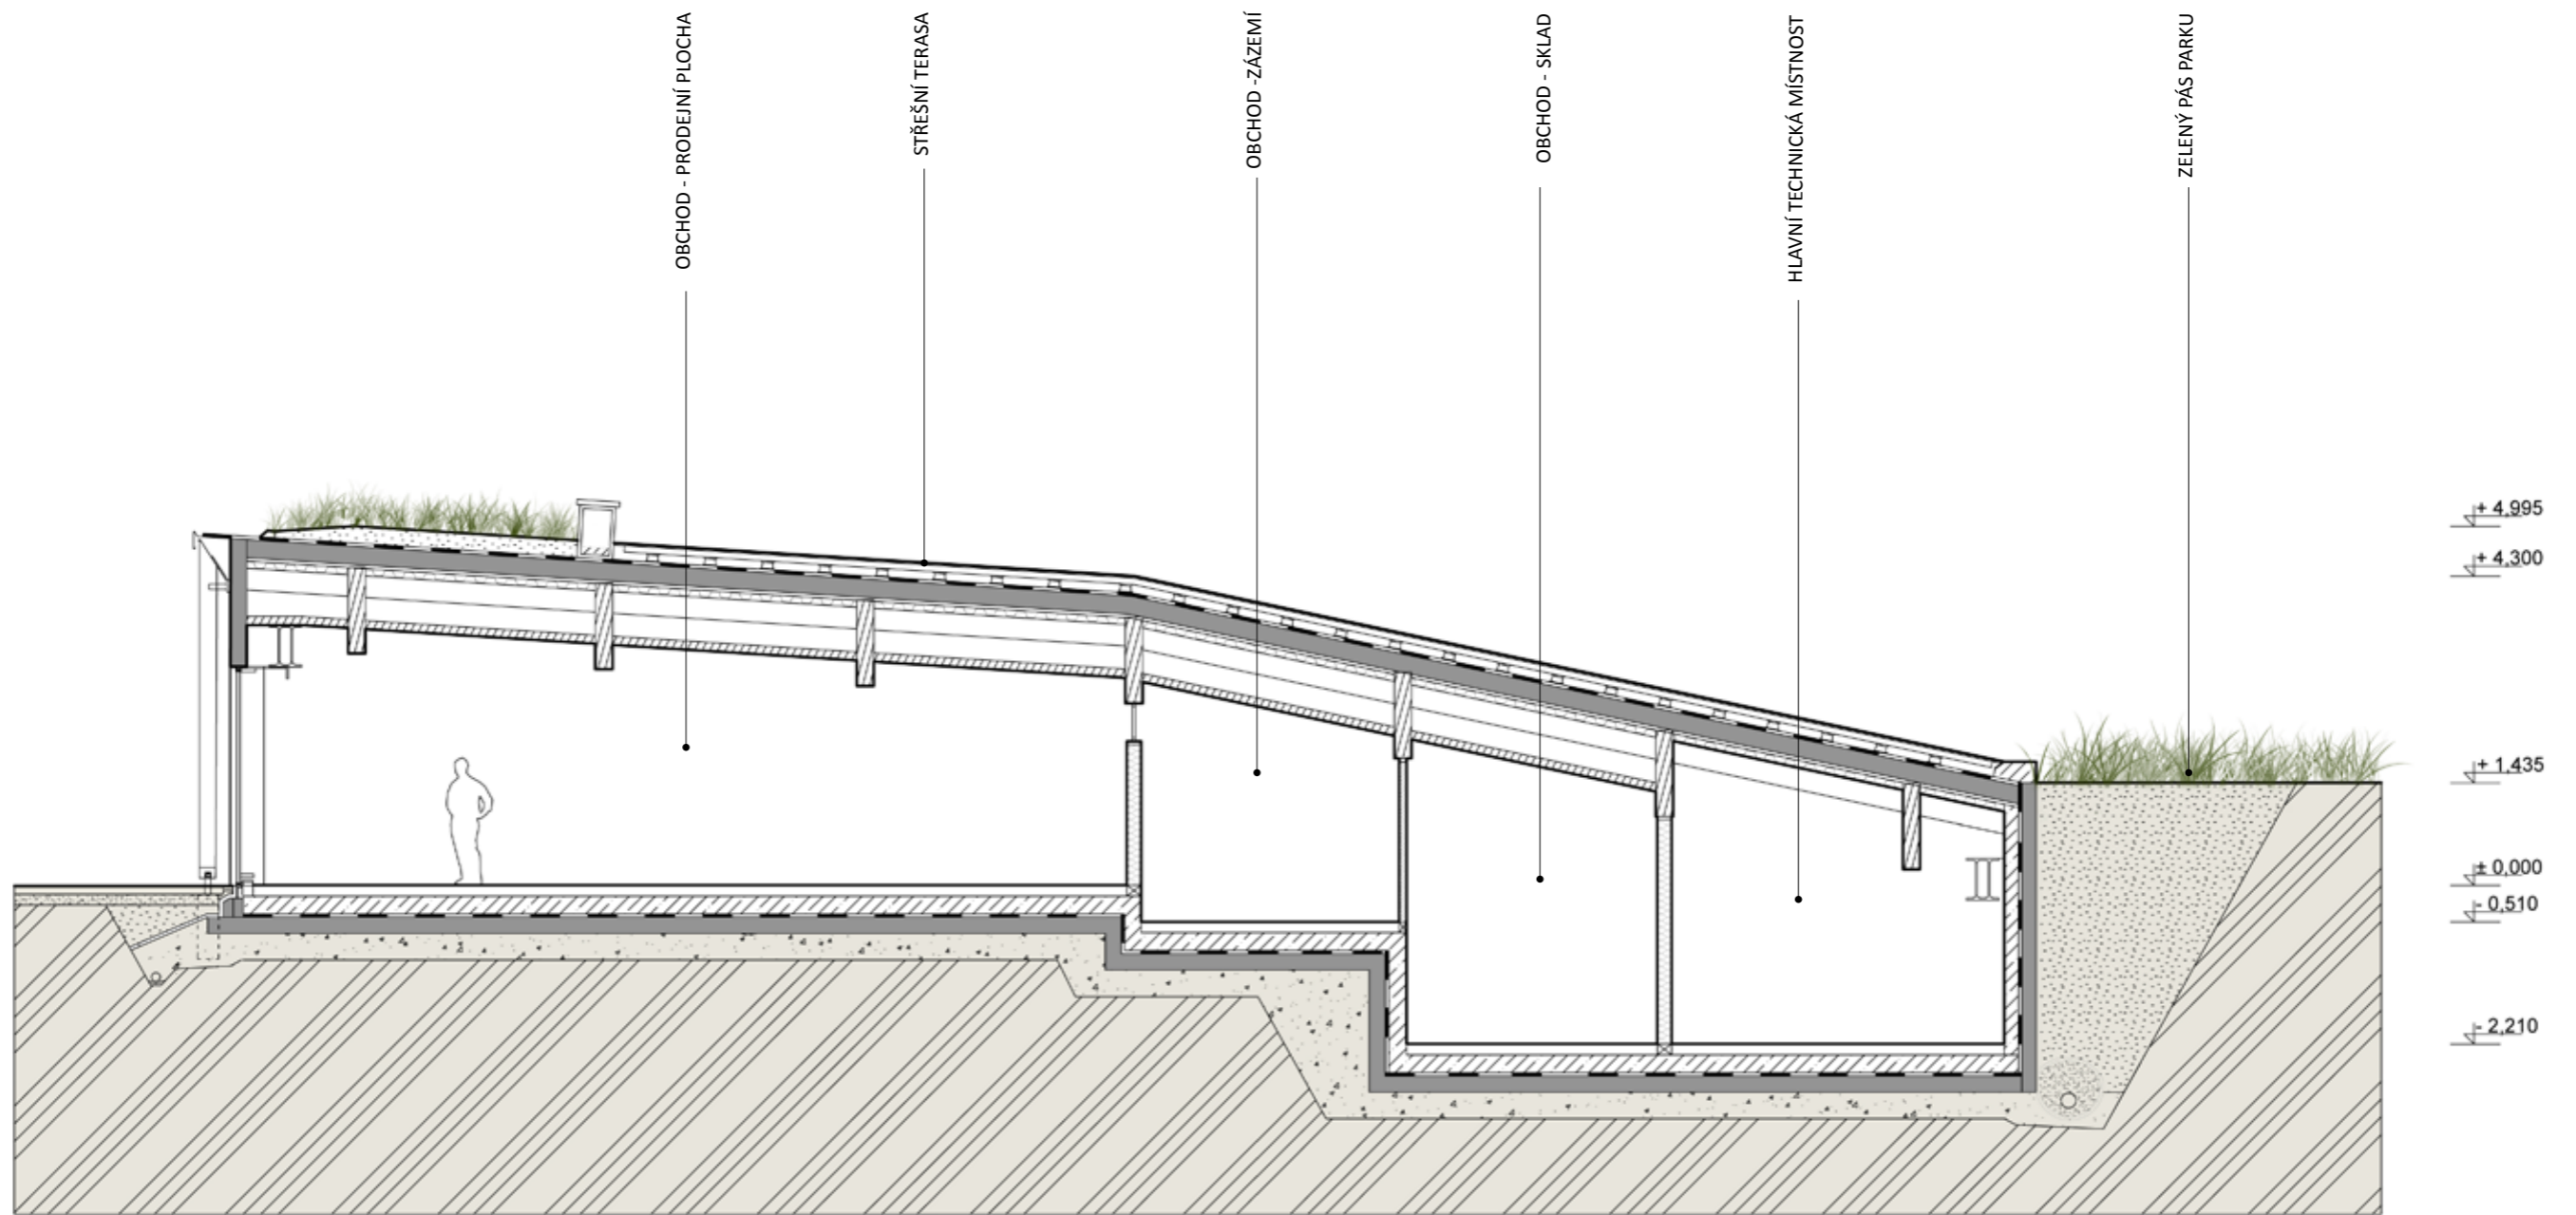 OBCHOD - PRODEJNÍ PLOCHA
STŘEŠNÍ TERASA
OBCHOD -ZÁZEMÍ
OBCHOD - SKLAD
HLAVNÍ TECHNICKÁ MÍSTNOST
ZELENÝ PÁS PARKU
+ 4,995
+ 4,300
+ 1,435
± 0,000
- 0,510
- 2,210